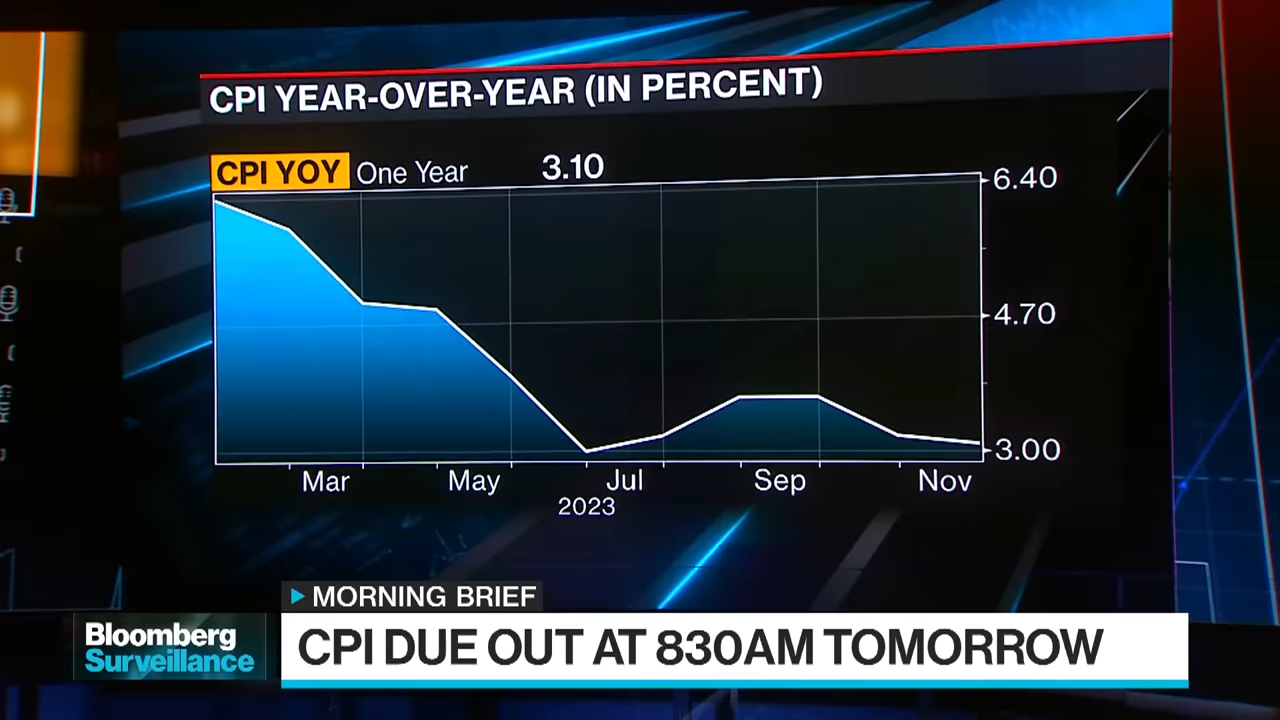 CPI YEAR-OVER-YEAR (IN PERCENT)
CPI YOY One Year 3.10
6.40
4.70
3.00
Mar May Jul Sep Nov
2023
MORNING BRIEF
Bloomberg
Surveillance
CPI DUE OUT AT 830AM TOMORROW